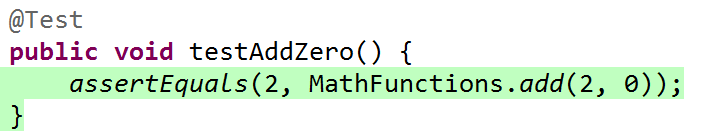 @Test
public void testAddZero() {
    assertEquals(2, MathFunctions.add(2, 0));
}